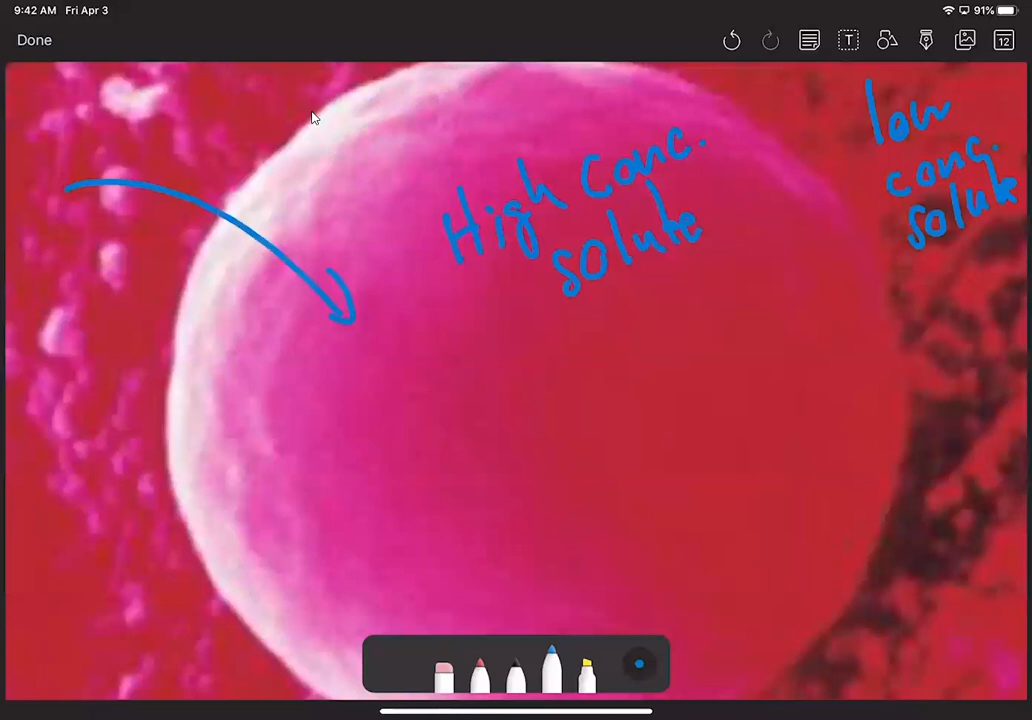 9:42 AM Fri Apr 3
91%
Done
T
12
High conc.
solute
low
conc.
solute